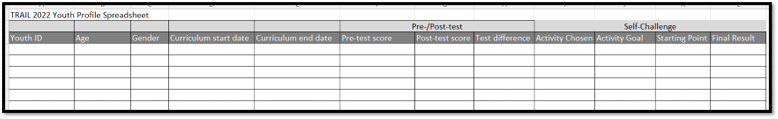 TRAIL 2022 Youth Profile Spreadsheet
Pre-/Post-test Self-Challenge
Youth ID Age Gender Curriculum start date Curriculum end date Pre-test score Post-test score Test difference Activity Chosen Activity Goal Starting Point Final Result